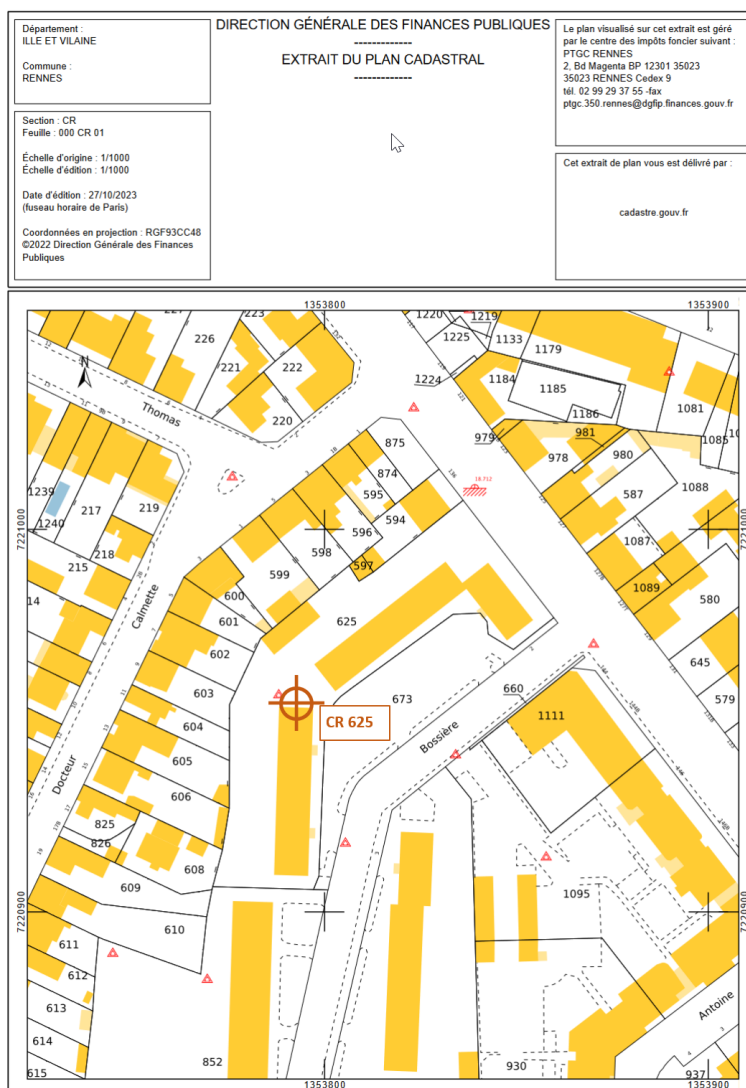 Département :
ILLE ET VILAINE
Commune :
RENNES
Section : CR
Feuille : 000 CR 01
Échelle d'origine : 1/1000
Échelle d'édition : 1/1000
Date d'édition : 27/10/2023
(fuseau horaire de Paris)
Coordonnées en projection : RGF93CC48
©2022 Direction Générale des Finances
Publiques
DIRECTION GÉNÉRALE DES FINANCES PUBLIQUES
-------------
EXTRAIT DU PLAN CADASTRAL
-------------
Le plan visualisé sur cet extrait est géré
par le centre des impôts foncier suivant :
PTGC RENNES
2, Bd Magenta BP 12301 35023
35023 RENNES Cedex 9
tél. 02 99 29 37 55 -fax
ptgc.350.rennes@dgfip.finances.gouv.fr
Cet extrait de plan vous est délivré par :
cadastre.gouv.fr
1353800
1353900
223
1220
1219
226
1225
1133
1179
221
222
1224
1184
1185
N
Thomas
220
1186
1081
875
979
981
1085
978
980
874
1239
595
587
1088
217
219
18.712
594
1240
596
7221000
7221000
598
1087
218
215
597
599
1089
14
600
580
Calmette
601
625
602
645
603
673
660
579
604
CR 625
1111
Bossière
605
Docteur
606
825
826
608
609
1095
610
7220900
7220900
611
612
613
Antoine
614
852
930
615
937
1353800
1353900